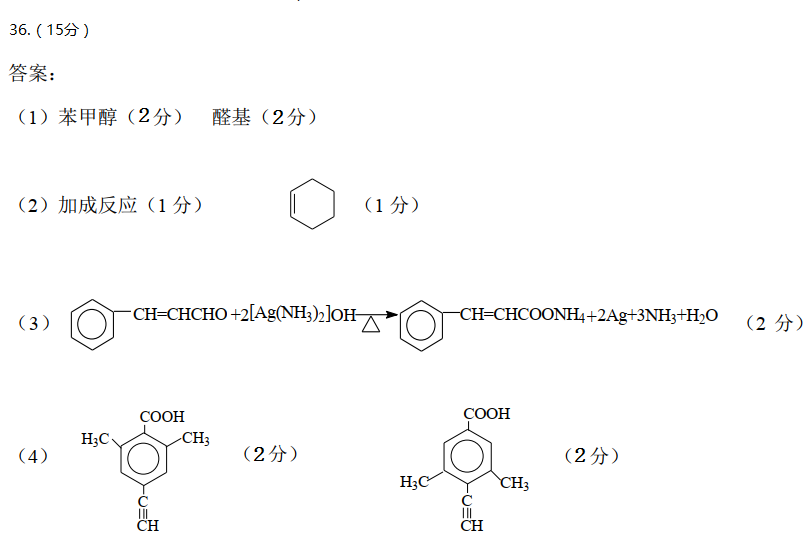 36.（15分）
答案：
（1）苯甲醇（2分） 醛基（2分）
（2）加成反应（1 分） （1 分）
（3） CH=CHCHO+2[Ag(NH₃)₂]OH △ CH=CHCOONH₄+2Ag+3NH₃+H₂O （2 分）
COOH COOH
H₃C CH₃
（4） （2分） （2分）
H₃C CH₃
C C
CH CH